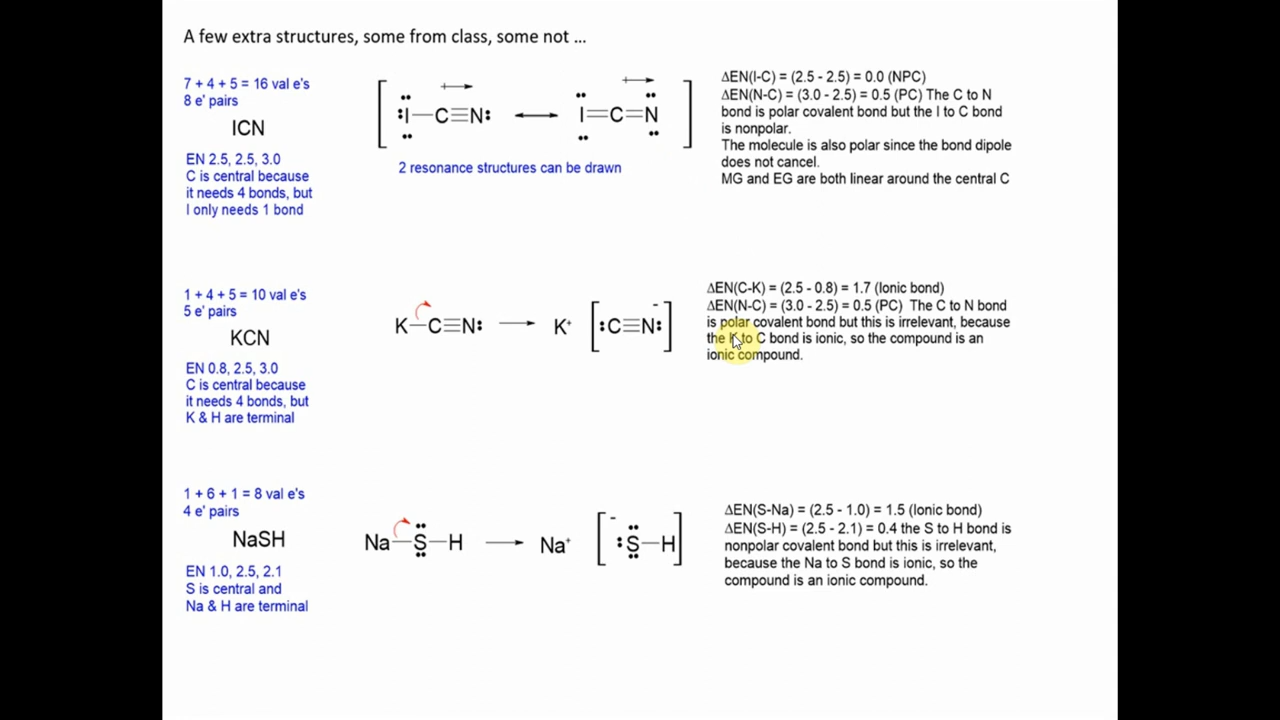 A few extra structures, some from class, some not ...
7 + 4 + 5 = 16 val e's
8 e' pairs
ICN
EN 2.5, 2.5, 3.0
C is central because
it needs 4 bonds, but
I only needs 1 bond
I—C≡N: ↔ I=C=N
2 resonance structures can be drawn
ΔEN(I-C) = (2.5 - 2.5) = 0.0 (NPC)
ΔEN(N-C) = (3.0 - 2.5) = 0.5 (PC) The C to N
bond is polar covalent bond but the I to C bond
is nonpolar.
The molecule is also polar since the bond dipole
does not cancel.
MG and EG are both linear around the central C
1 + 4 + 5 = 10 val e's
5 e' pairs
KCN
EN 0.8, 2.5, 3.0
C is central because
it needs 4 bonds, but
K & H are terminal
K—C≡N: → K⁺ [:C≡N:]⁻
ΔEN(C-K) = (2.5 - 0.8) = 1.7 (Ionic bond)
ΔEN(N-C) = (3.0 - 2.5) = 0.5 (PC) The C to N bond
is polar covalent bond but this is irrelevant, because
the K to C bond is ionic, so the compound is an
ionic compound.
1 + 6 + 1 = 8 val e's
4 e' pairs
NaSH
EN 1.0, 2.5, 2.1
S is central and
Na & H are terminal
Na—S—H → Na⁺ [:S—H]⁻
ΔEN(S-Na) = (2.5 - 1.0) = 1.5 (Ionic bond)
ΔEN(S-H) = (2.5 - 2.1) = 0.4 the S to H bond is
nonpolar covalent bond but this is irrelevant,
because the Na to S bond is ionic, so the
compound is an ionic compound.